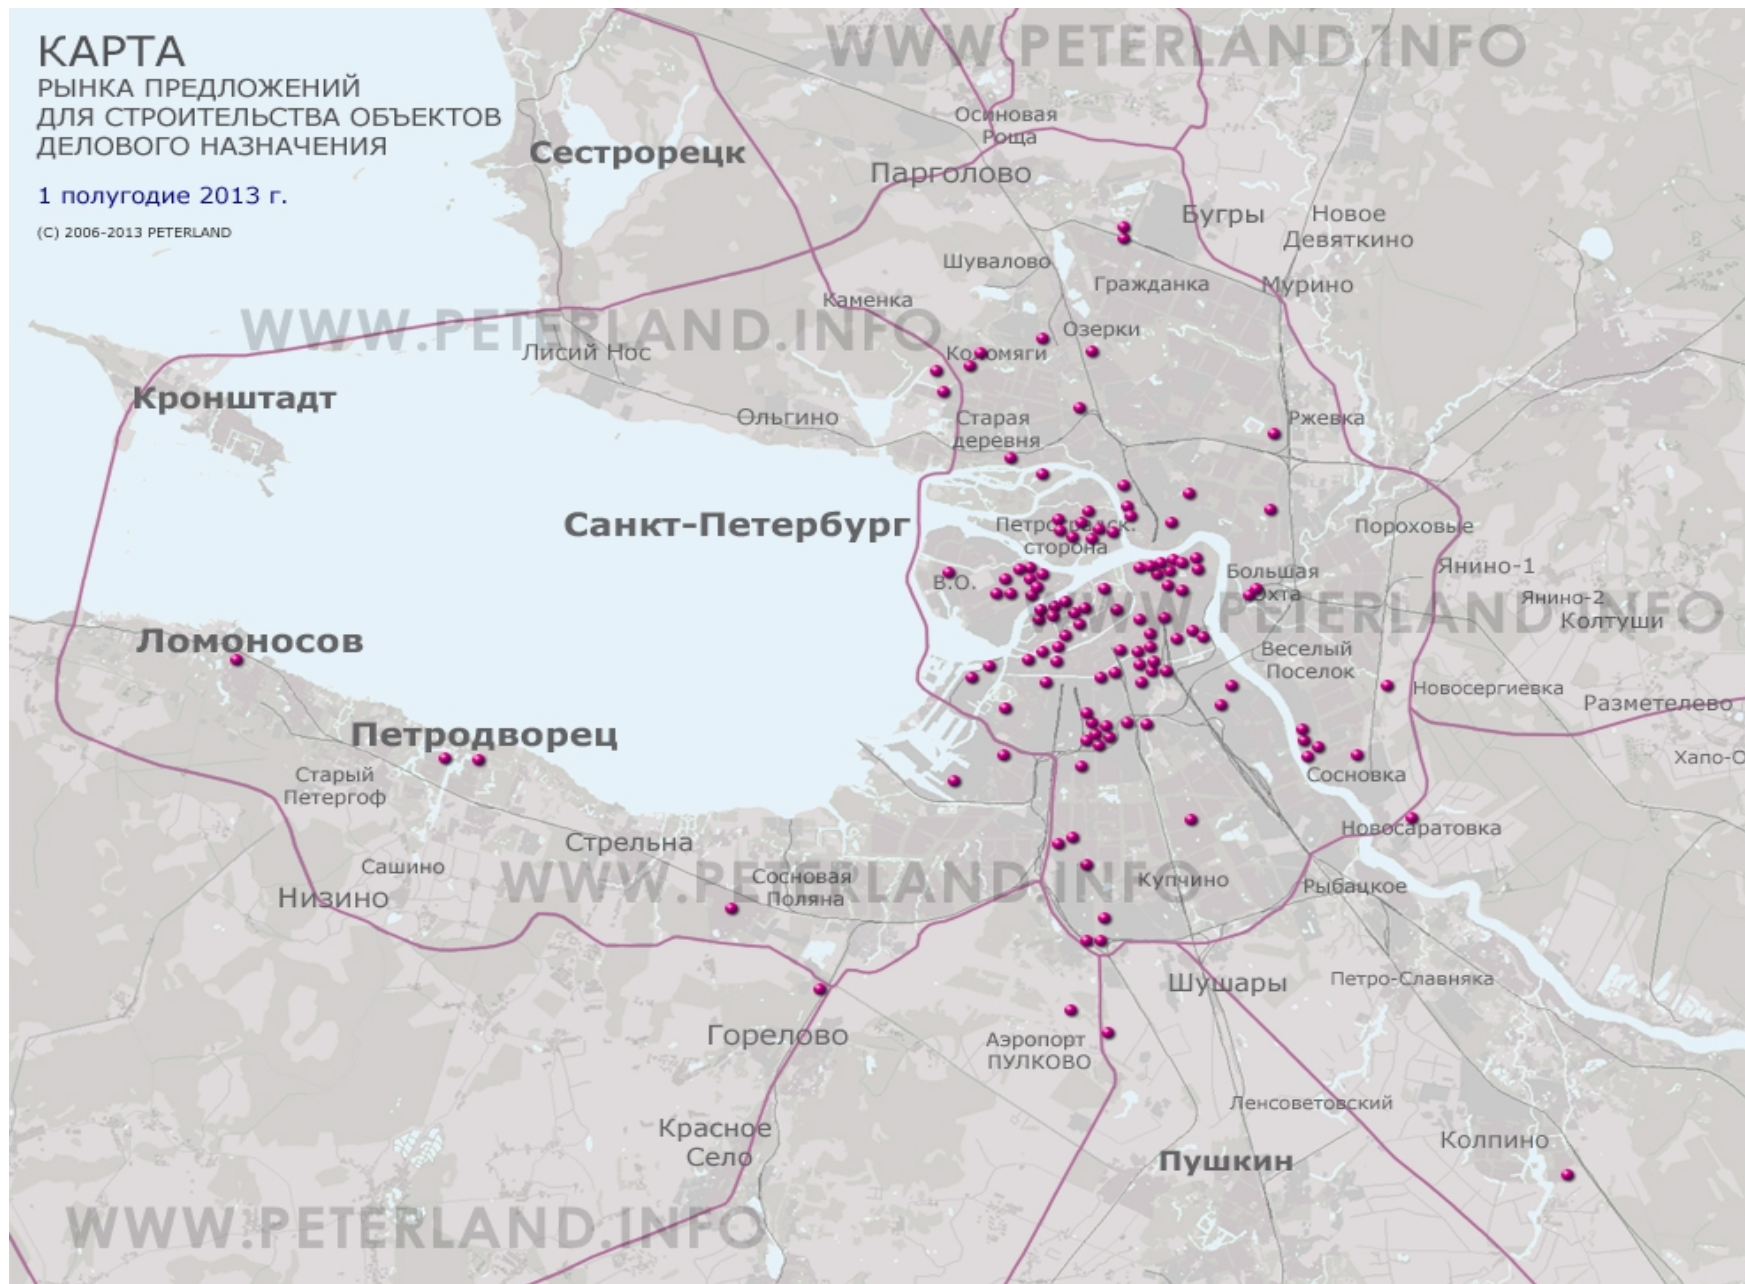 КАРТА
РЫНКА ПРЕДЛОЖЕНИЙ
ДЛЯ СТРОИТЕЛЬСТВА ОБЪЕКТОВ
ДЕЛОВОГО НАЗНАЧЕНИЯ
1 полугодие 2013 г.
(C) 2006-2013 PETERLAND
WWW.PETERLAND.INFO
Осиновая
Роща
Сестрорецк
Парголово
Бугры
Новое
Девяткино
Шувалово
Гражданка
Мурино
Каменка
WWW.PETERLAND.INFO
Озерки
Лисий Нос
Коломяги
Кронштадт
Ольгино
Старая
деревня
Ржевка
Санкт-Петербург
Петроградск.
сторона
Пороховые
Янино-1
В.О.
Большая
Охта
Янино-2
WWW.PETERLAND.INFO
Колтуши
Ломоносов
Веселый
Поселок
Новосергиевка
Разметелево
Петродворец
Хапо-О
Старый
Петергоф
Сосновка
Новосаратовка
Стрельна
Сашино
WWW.PETERLAND.INFO
Сосновая
Поляна
Купчино
Рыбацкое
Низино
Шушары
Петро-Славянка
Горелово
Аэропорт
ПУЛКОВО
Ленсоветовский
Красное
Село
Колпино
Пушкин
WWW.PETERLAND.INFO